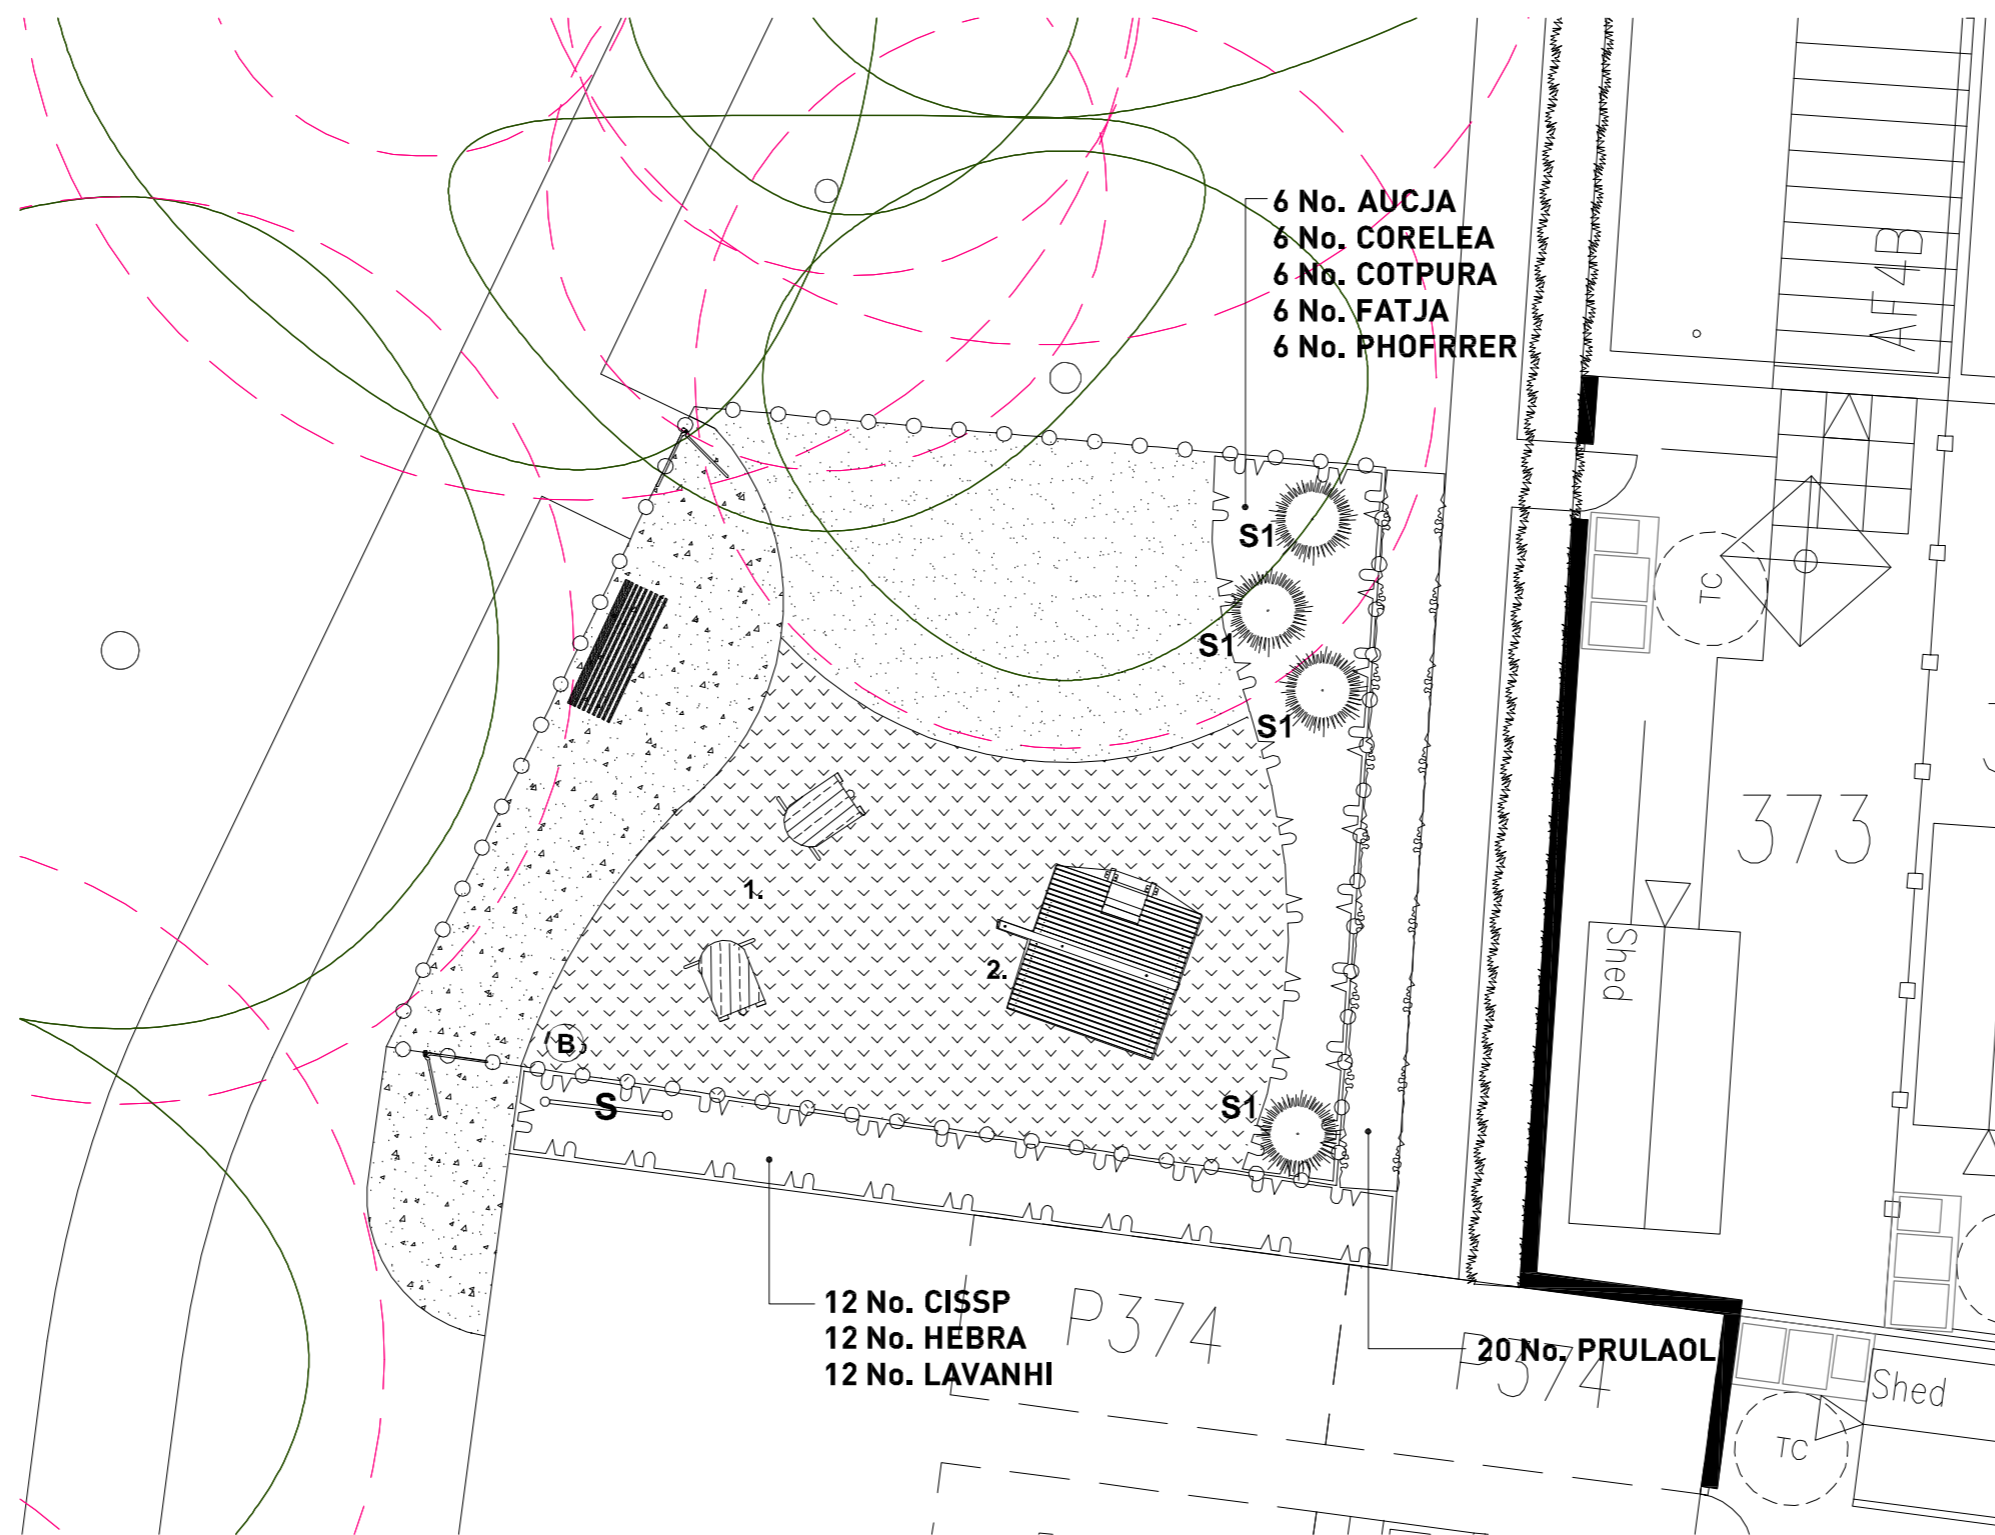 6 No. AUCJA
6 No. CORELEA
6 No. COTPURA
6 No. FATJA
6 No. PHOFRRER
AF4B
S1
S1
S1
TC
373
1.
2.
Shed
B
S
S1
12 No. CISSP
12 No. HEBRA
12 No. LAVANHI
P374
20 No. PRULAOL
P374
Shed
TC